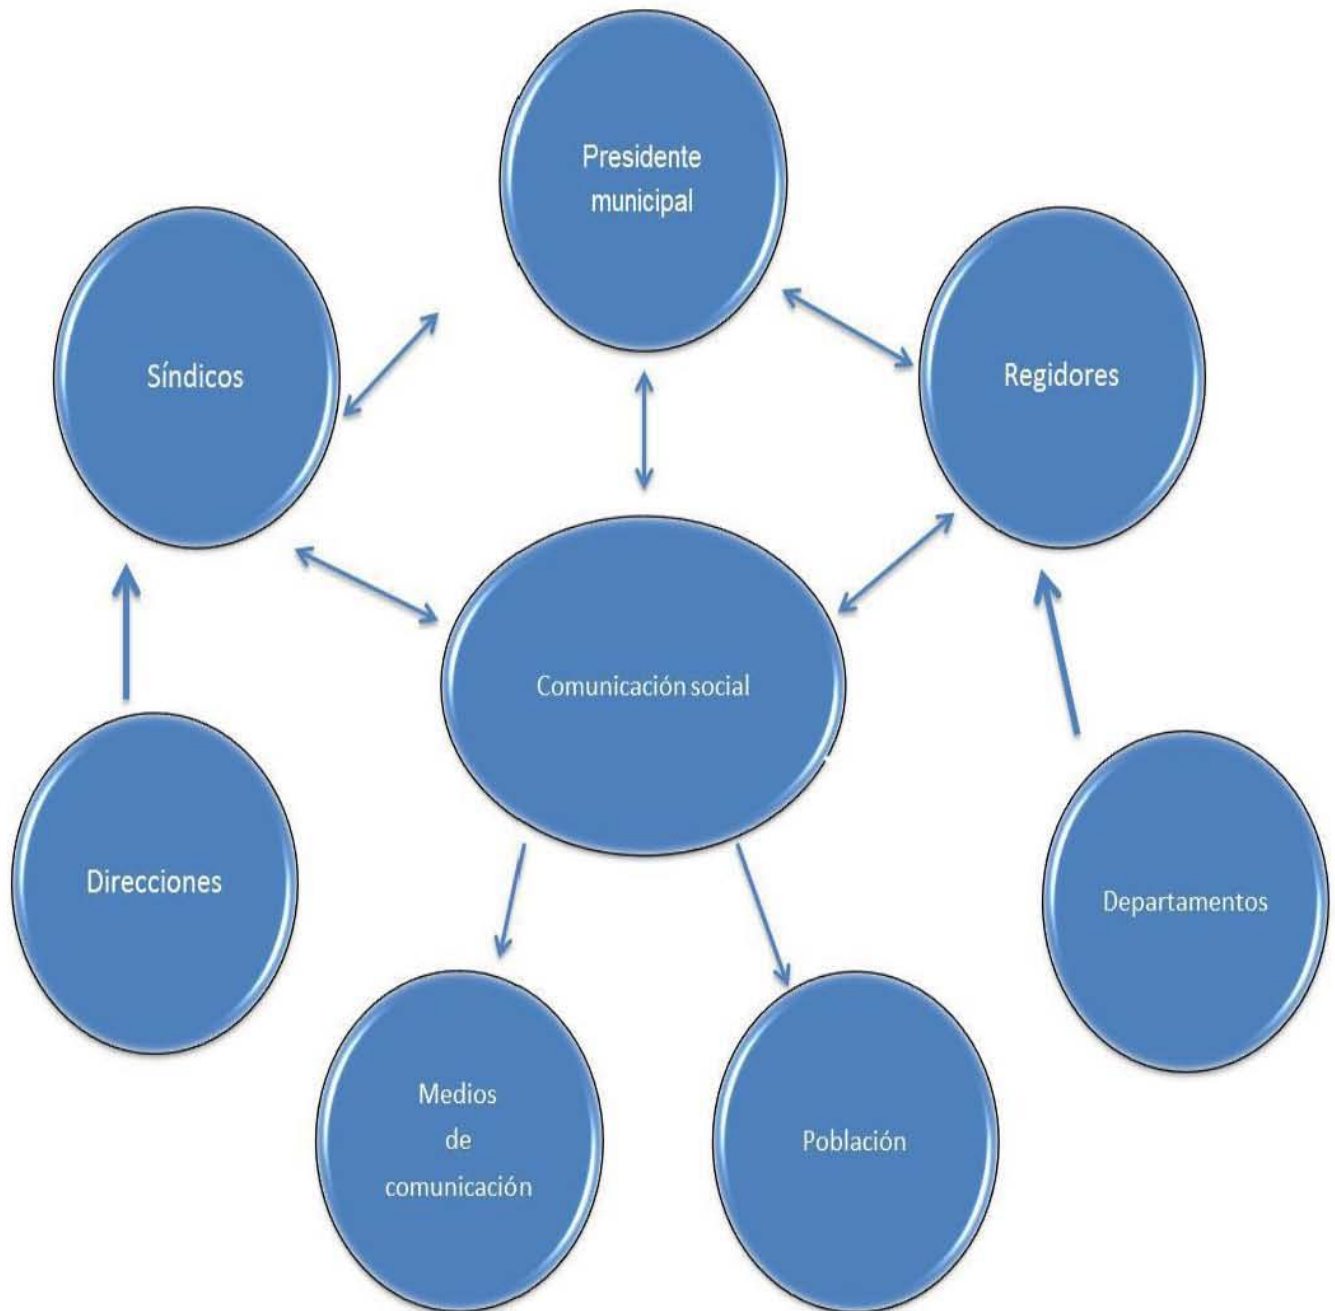 Presidente
municipal
Síndicos
Regidores
Comunicación social
Direcciones
Departamentos
Medios
de
comunicación
Población